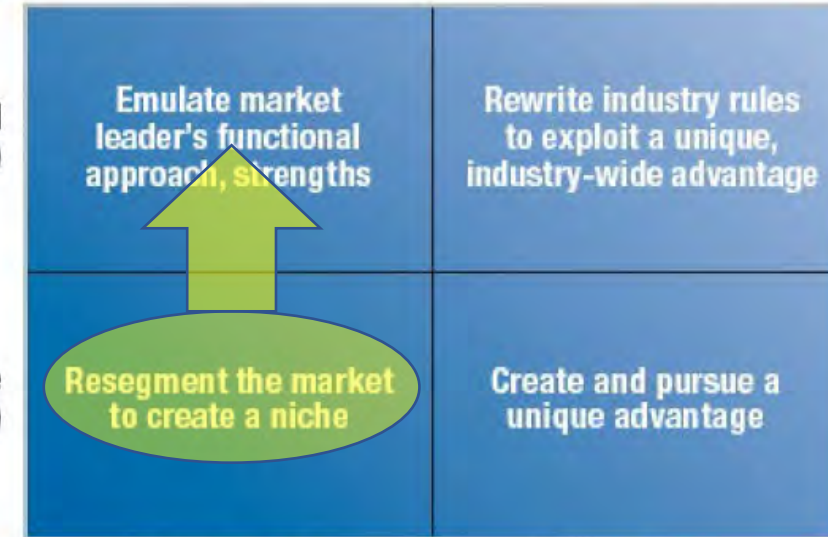 Emulate market
leader's functional
approach, strengths
Rewrite industry rules
to exploit a unique,
industry-wide advantage
Resegment the market
to create a niche
Create and pursue a
unique advantage